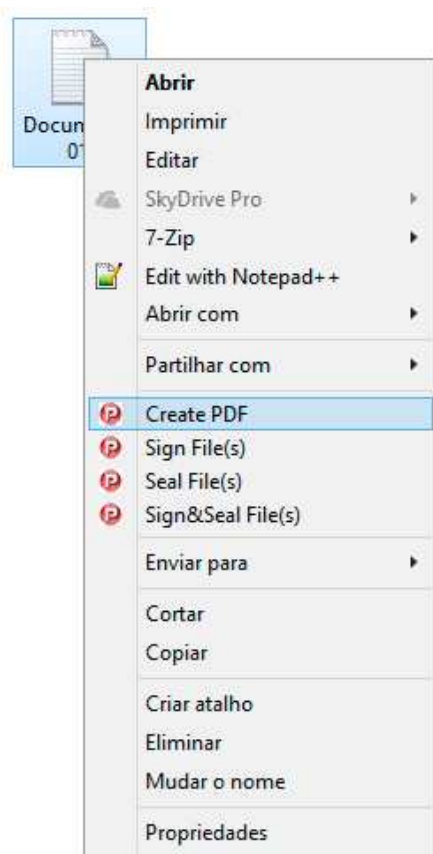 Docum
01
Abrir
Imprimir
Editar
SkyDrive Pro
7-Zip
Edit with Notepad++
Abrir com
Partilhar com
Create PDF
Sign File(s)
Seal File(s)
Sign&Seal File(s)
Enviar para
Cortar
Copiar
Criar atalho
Eliminar
Mudar o nome
Propriedades